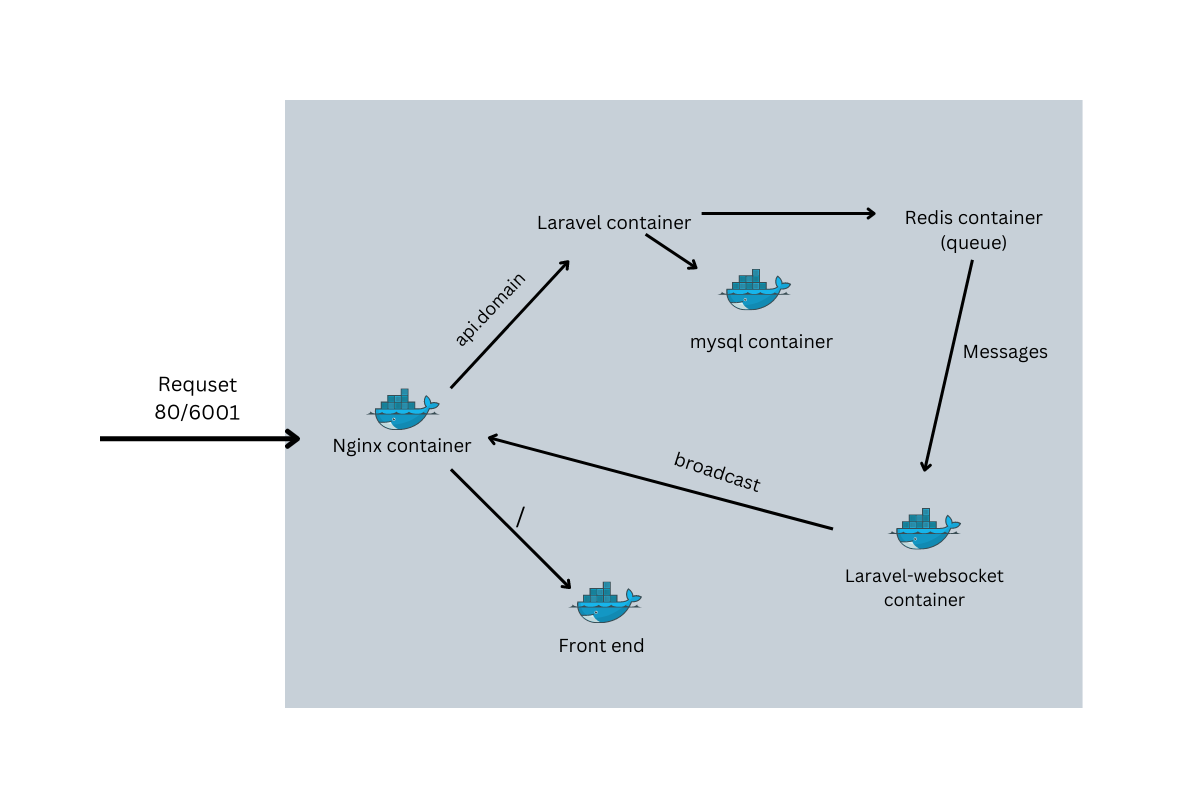 Laravel container
Redis container
(queue)
api.domain
mysql container
Messages
Requset
80/6001
Nginx container
broadcast
/
Laravel-websocket
container
Front end